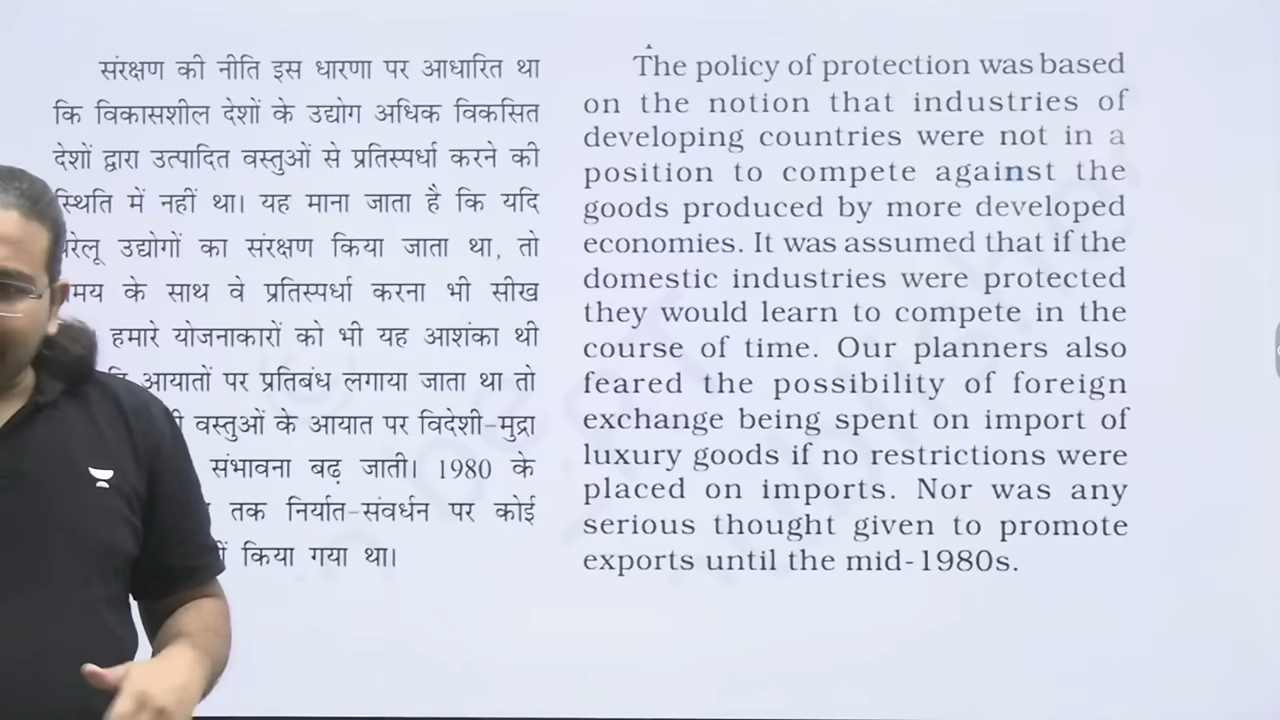 संरक्षण की नीति इस धारणा पर आधारित था
कि विकासशील देशों के उद्योग अधिक विकसित
देशों द्वारा उत्पादित वस्तुओं से प्रतिस्पर्धा करने की
स्थिति में नहीं था। यह माना जाता है कि यदि
उद्योगों का संरक्षण किया जाता था, तो
के साथ वे प्रतिस्पर्धा करना भी सीख
हमारे योजनाकारों को भी यह आशंका थी
आयातों पर प्रतिबंध लगाया जाता था तो
वस्तुओं के आयात पर विदेशी-मुद्रा
संभावना बढ़ जाती। 1980 के
तक निर्यात-संवर्धन पर कोई
किया गया था।
The policy of protection was based
on the notion that industries of
developing countries were not in a
position to compete against the
goods produced by more developed
economies. It was assumed that if the
domestic industries were protected
they would learn to compete in the
course of time. Our planners also
feared the possibility of foreign
exchange being spent on import of
luxury goods if no restrictions were
placed on imports. Nor was any
serious thought given to promote
exports until the mid-1980s.